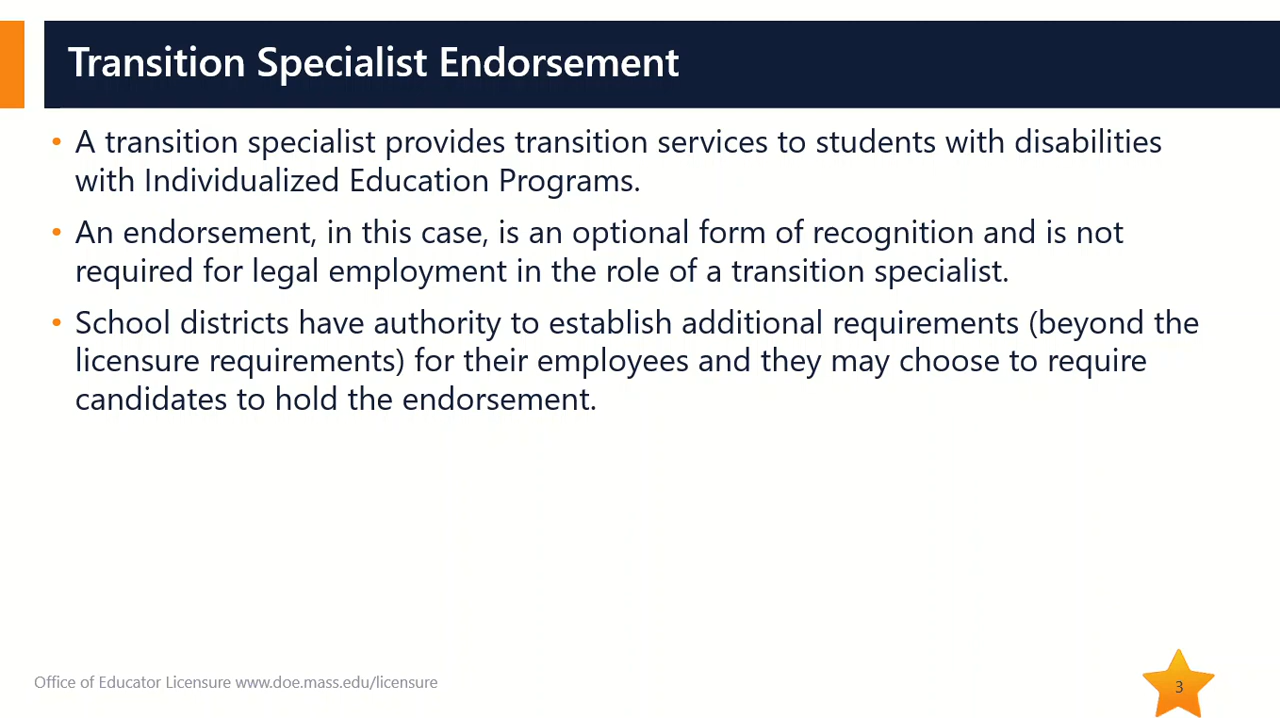 Transition Specialist Endorsement
• A transition specialist provides transition services to students with disabilities
with Individualized Education Programs.
• An endorsement, in this case, is an optional form of recognition and is not
required for legal employment in the role of a transition specialist.
• School districts have authority to establish additional requirements (beyond the
licensure requirements) for their employees and they may choose to require
candidates to hold the endorsement.
Office of Educator Licensure www.doe.mass.edu/licensure
3